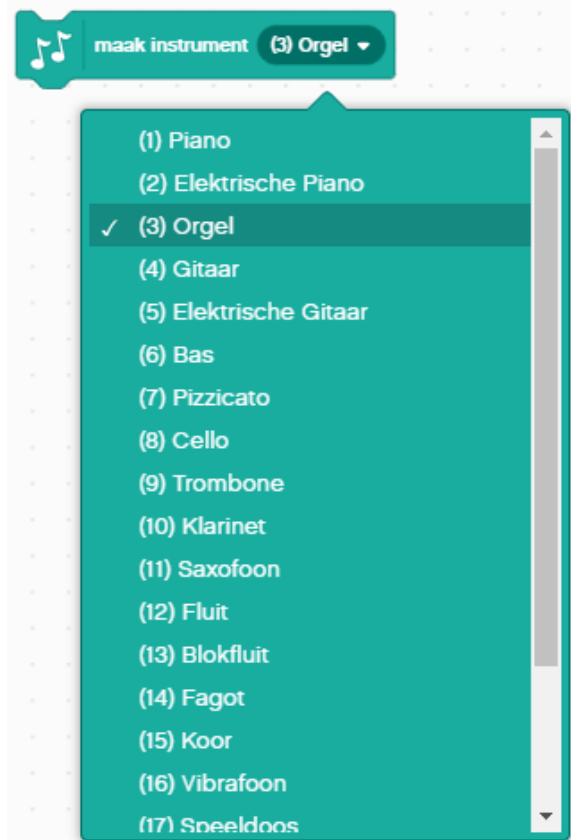 maak instrument (3) Orgel
(1) Piano
(2) Elektrische Piano
✓ (3) Orgel
(4) Gitaar
(5) Elektrische Gitaar
(6) Bas
(7) Pizzicato
(8) Cello
(9) Trombone
(10) Klarinet
(11) Saxofoon
(12) Fluit
(13) Blokfluit
(14) Fagot
(15) Koor
(16) Vibrafoon
(17) Speeldoos